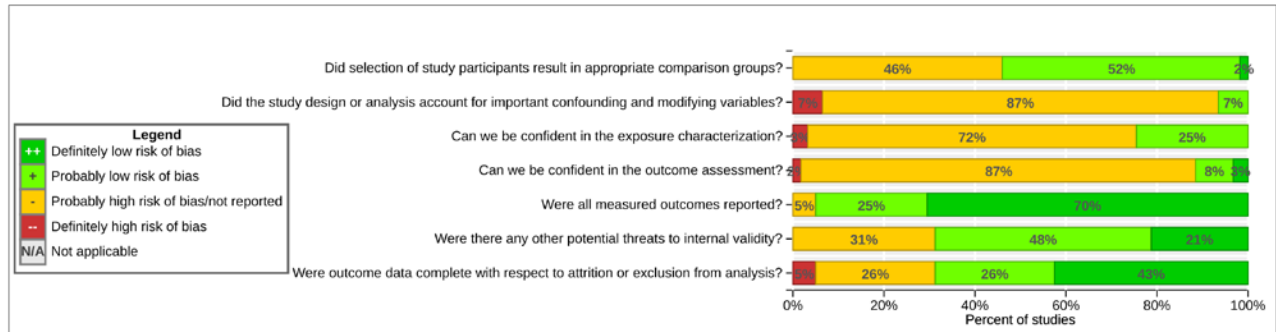 Did selection of study participants result in appropriate comparison groups? 46% 52% 2%
Did the study design or analysis account for important confounding and modifying variables? 7% 87% 7%
Legend
++ Definitely low risk of bias
+ Probably low risk of bias
- Probably high risk of bias/not reported
-- Definitely high risk of bias
N/A Not applicable
Can we be confident in the exposure characterization? 3% 72% 25%
Can we be confident in the outcome assessment? 2% 87% 8% 3%
Were all measured outcomes reported? 5% 25% 70%
Were there any other potential threats to internal validity? 31% 48% 21%
Were outcome data complete with respect to attrition or exclusion from analysis? 5% 26% 26% 43%
0% 20% 40% 60% 80% 100%
Percent of studies